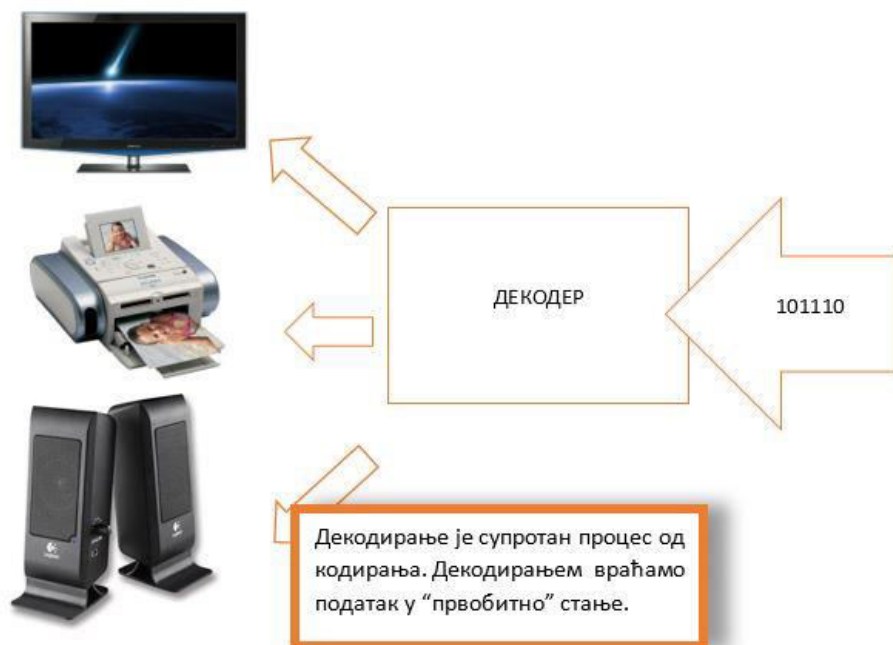 ДЕКОДЕР
101110
Декодирање је супротан процес од
кодирања. Декодирањем враћамо
податак у “првобитно” стање.